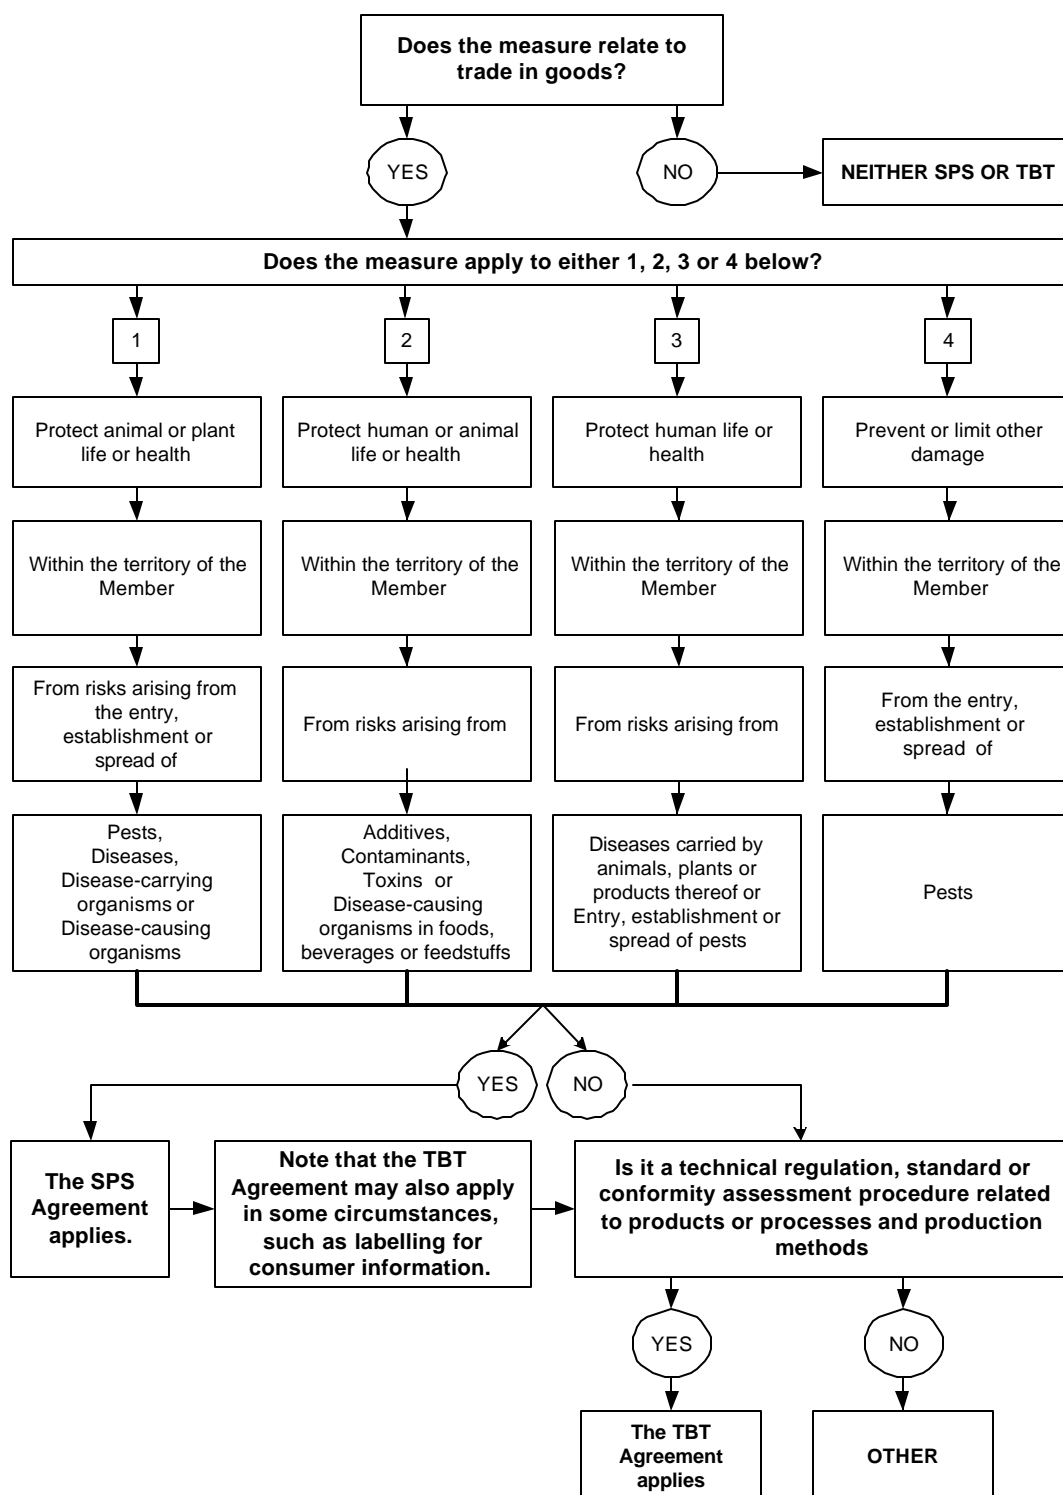 Does the measure relate to
trade in goods?
YES
NO
NEITHER SPS OR TBT
Does the measure apply to either 1, 2, 3 or 4 below?
1
2
3
4
Protect animal or plant
life or health
Protect human or animal
life or health
Protect human life or
health
Prevent or limit other
damage
Within the territory of the
Member
Within the territory of the
Member
Within the territory of the
Member
Within the territory of the
Member
From risks arising from
the entry,
establishment or
spread of
From risks arising from
From risks arising from
From the entry,
establishment or
spread of
Pests,
Diseases,
Disease-carrying
organisms or
Disease-causing
organisms
Additives,
Contaminants,
Toxins or
Disease-causing
organisms in foods,
beverages or feedstuffs
Diseases carried by
animals, plants or
products thereof or
Entry, establishment or
spread of pests
Pests
YES
NO
The SPS
Agreement
applies.
Note that the TBT
Agreement may also apply
in some circumstances,
such as labelling for
consumer information.
Is it a technical regulation, standard or
conformity assessment procedure related
to products or processes and production
methods
YES
NO
The TBT
Agreement
applies
OTHER